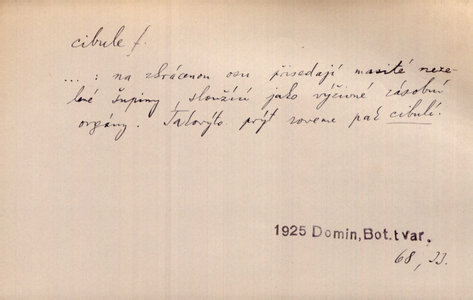 cibule f.
... : na zkrácenou osu přisedají masité neze-
lené šupiny, sloužící jako výživné zásobní
orgány. Takovýto prýt zoveme pak cibulí.
1925 Domin, Bot.tvar.
68, II.